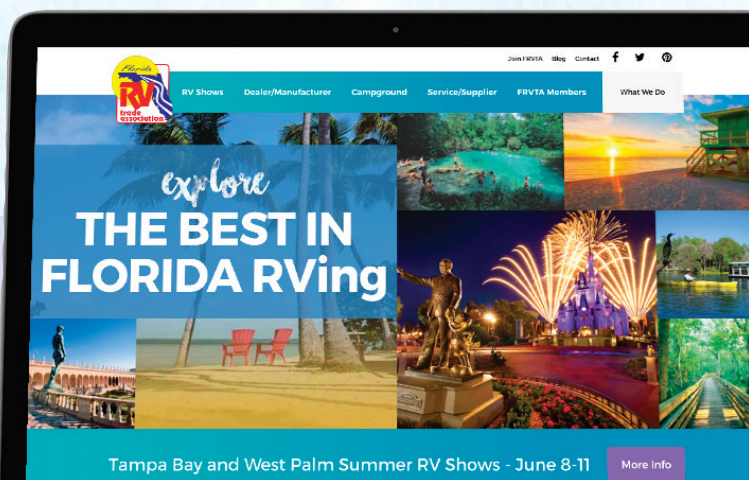 Join FRVTA Blog Contact
Florida
RV
trade
association
RV Shows Dealer/Manufacturer Campground Service/Supplier FRVTA Members What We Do
explore
THE BEST IN
FLORIDA RVing
Tampa Bay and West Palm Summer RV Shows - June 8-11 More Info